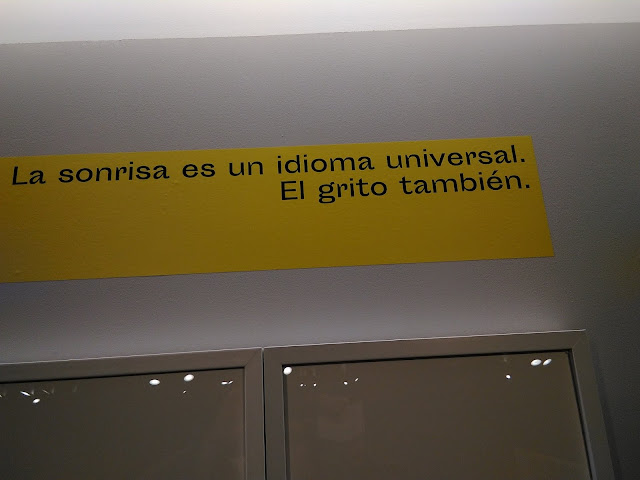 La sonrisa es un idioma universal.
El grito también.